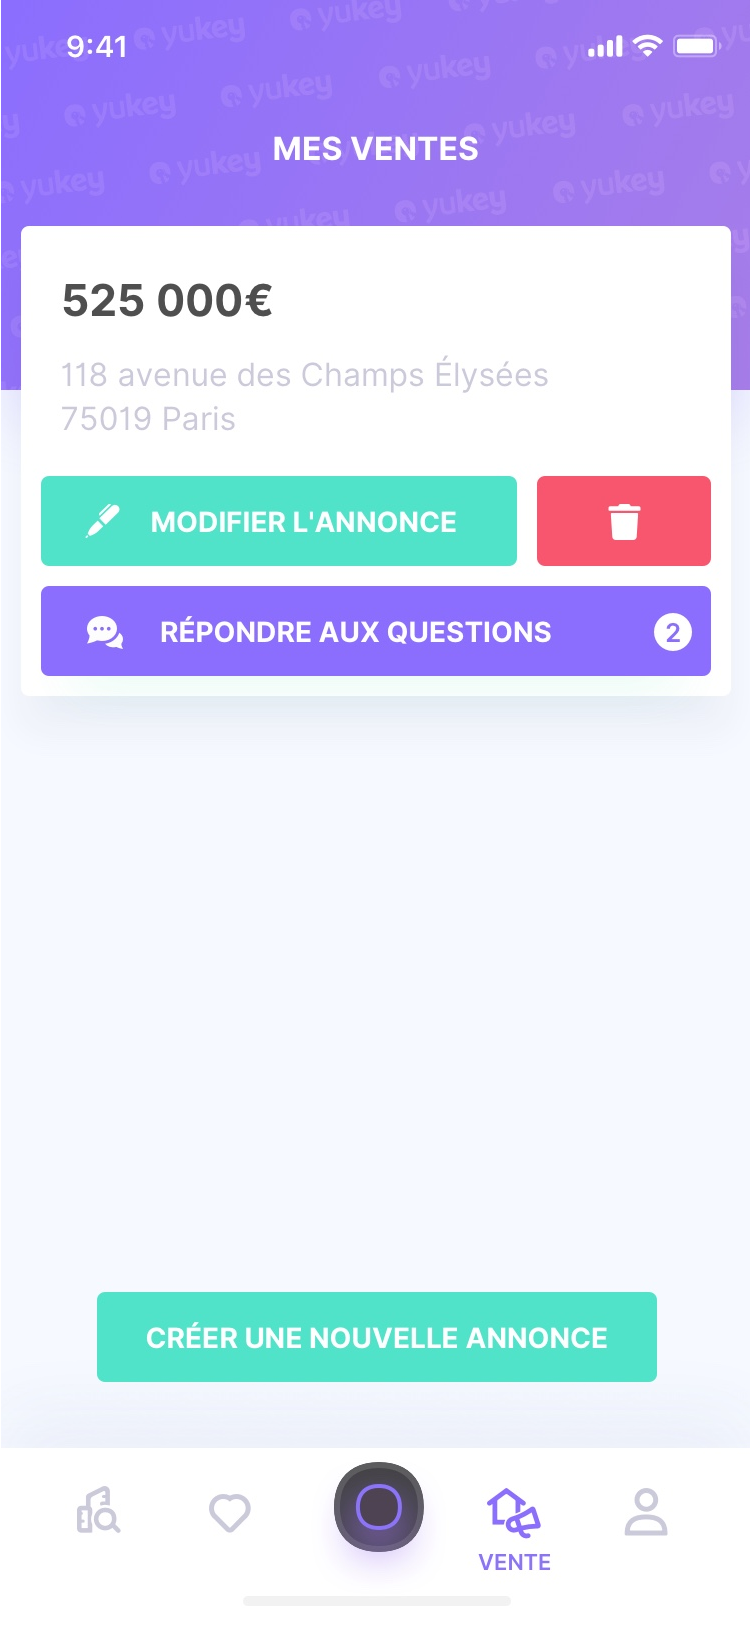 9:41
yukey
MES VENTES
525 000€
118 avenue des Champs Élysées
75019 Paris
MODIFIER L'ANNONCE
RÉPONDRE AUX QUESTIONS 2
CRÉER UNE NOUVELLE ANNONCE
VENTE